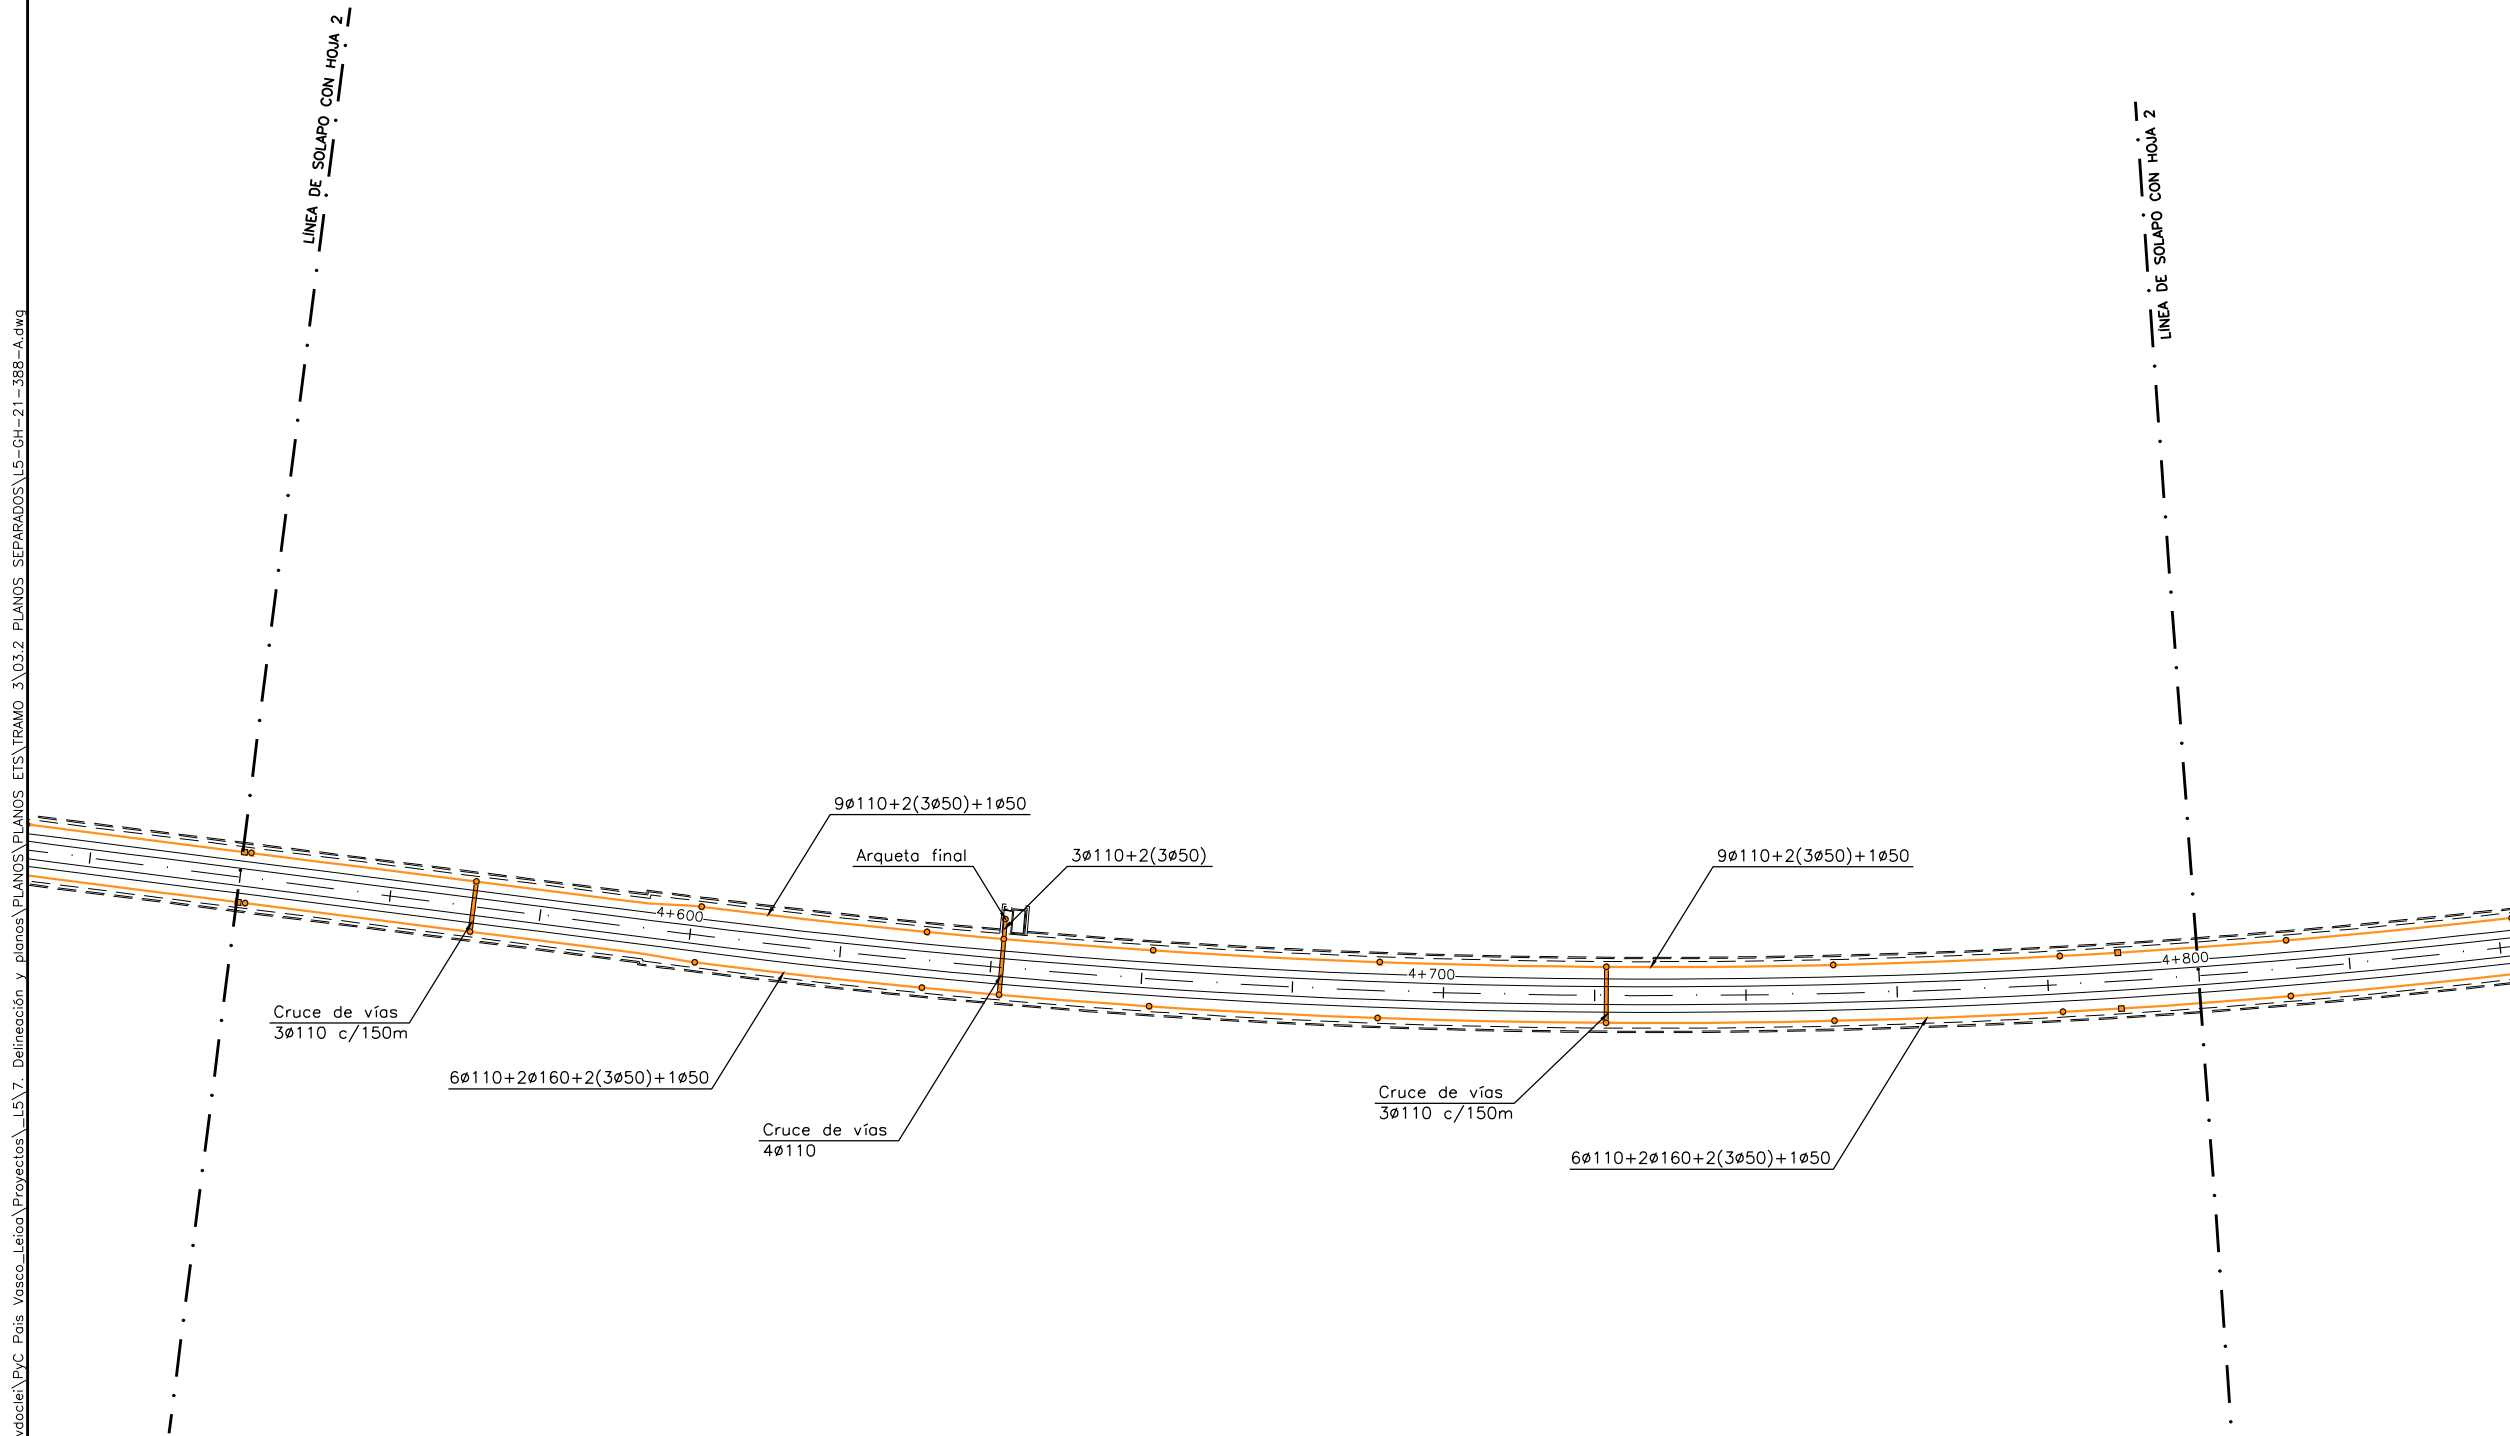 LÍNEA DE SOLAPO CON HOJA 2
LÍNEA DE SOLAPO CON HOJA 2
vdoclei\PyC Pais Vasco_Leioa\Proyectos\_L5\7. Delineación y planos\PLANOS\PLANOS ETS\TRAMO 3\03.2 PLANOS SEPARADOS\L5-GH-21-388-A.dwg
9ø110+2(3ø50)+1ø50
Arqueta final
3ø110+2(3ø50)
9ø110+2(3ø50)+1ø50
4+600
4+700
4+800
Cruce de vías
3ø110 c/150m
6ø110+2ø160+2(3ø50)+1ø50
Cruce de vías
4ø110
Cruce de vías
3ø110 c/150m
6ø110+2ø160+2(3ø50)+1ø50